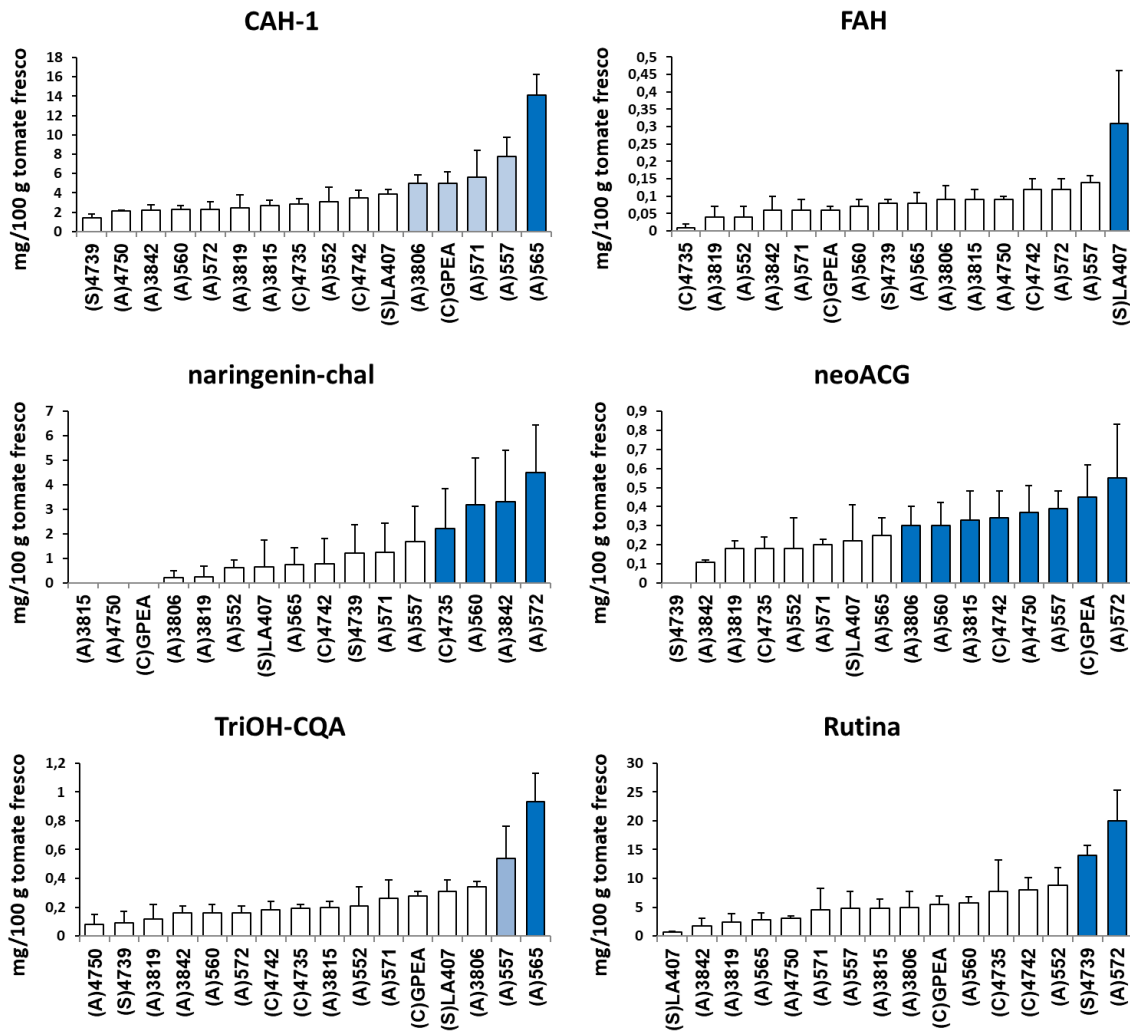 CAH-1
mg/100 g tomate fresco
18
16
14
12
10
8
6
4
2
0
(S)4739
(A)4750
(A)3842
(A)560
(A)572
(A)3819
(A)3815
(C)4735
(A)552
(C)4742
(S)LA407
(A)3806
(C)GPEA
(A)571
(A)557
(A)565
FAH
mg/100 g tomate fresco
0,5
0,45
0,4
0,35
0,3
0,25
0,2
0,15
0,1
0,05
0
(C)4735
(A)3819
(A)552
(A)3842
(A)571
(C)GPEA
(A)560
(S)4739
(A)565
(A)3806
(A)3815
(A)4750
(C)4742
(A)572
(A)557
(S)LA407
naringenin-chal
mg/100 g tomate fresco
7
6
5
4
3
2
1
0
(A)3815
(A)4750
(C)GPEA
(A)3806
(A)3819
(A)552
(S)LA407
(A)565
(C)4742
(S)4739
(A)571
(A)557
(C)4735
(A)560
(A)3842
(A)572
neoACG
mg/100 g tomate fresco
0,9
0,8
0,7
0,6
0,5
0,4
0,3
0,2
0,1
0
(S)4739
(A)3842
(A)3819
(C)4735
(A)552
(A)571
(S)LA407
(A)565
(A)3806
(A)560
(A)3815
(C)4742
(A)4750
(A)557
(C)GPEA
(A)572
TriOH-CQA
mg/100 g tomate fresco
1,2
1
0,8
0,6
0,4
0,2
0
(A)4750
(S)4739
(A)3819
(A)3842
(A)560
(A)572
(C)4742
(C)4735
(A)3815
(A)552
(A)571
(C)GPEA
(S)LA407
(A)3806
(A)557
(A)565
Rutina
mg/100 g tomate fresco
30
25
20
15
10
5
0
(S)LA407
(A)3842
(A)3819
(A)565
(A)4750
(A)571
(A)557
(A)3815
(A)3806
(C)GPEA
(A)560
(C)4735
(C)4742
(A)552
(S)4739
(A)572